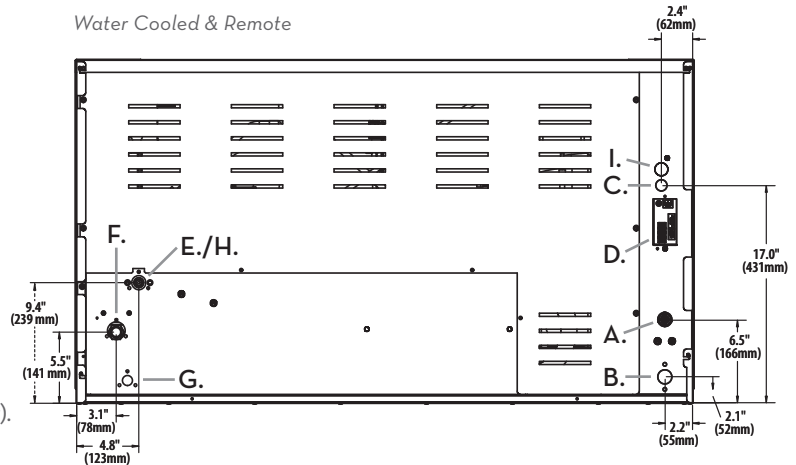 Water Cooled & Remote
2.4"
(62mm)
I.
C.
D.
F.
E./H.
17.0"
(431mm)
9.4"
(239 mm)
A.
6.5"
(166mm)
5.5"
(141 mm)
G.
B.
2.1"
(52mm)
).
3.1"
(78mm)
2.2"
(55mm)
4.8"
(123mm)